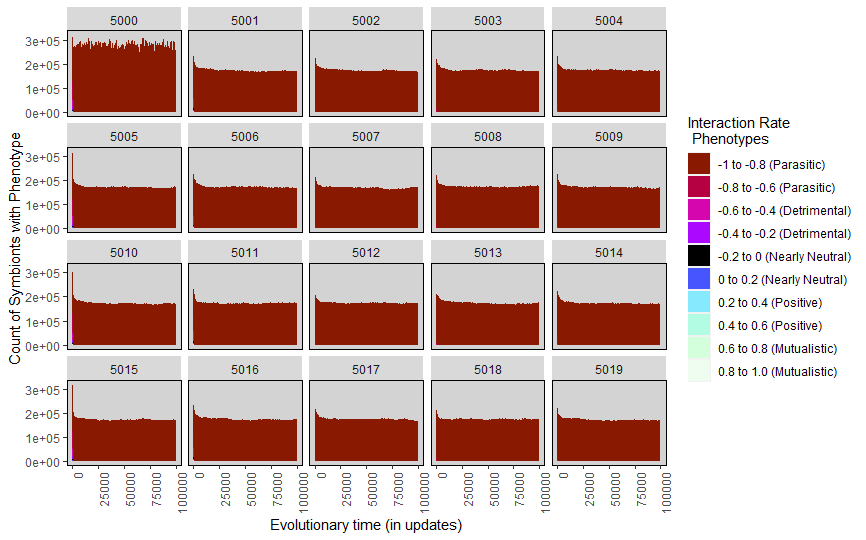 5000 5001 5002 5003 5004
3e+05
2e+05
1e+05
0e+00
5005 5006 5007 5008 5009
3e+05
2e+05
1e+05
0e+00
5010 5011 5012 5013 5014
3e+05
2e+05
1e+05
0e+00
5015 5016 5017 5018 5019
3e+05
2e+05
1e+05
0e+00
0 25000 50000 75000 100000 0 25000 50000 75000 100000 0 25000 50000 75000 100000 0 25000 50000 75000 100000 0 25000 50000 75000 100000
Evolutionary time (in updates)
Count of Symbionts with Phenotype
Interaction Rate
Phenotypes
-1 to -0.8 (Parasitic)
-0.8 to -0.6 (Parasitic)
-0.6 to -0.4 (Detrimental)
-0.4 to -0.2 (Detrimental)
-0.2 to 0 (Nearly Neutral)
0 to 0.2 (Nearly Neutral)
0.2 to 0.4 (Positive)
0.4 to 0.6 (Positive)
0.6 to 0.8 (Mutualistic)
0.8 to 1.0 (Mutualistic)